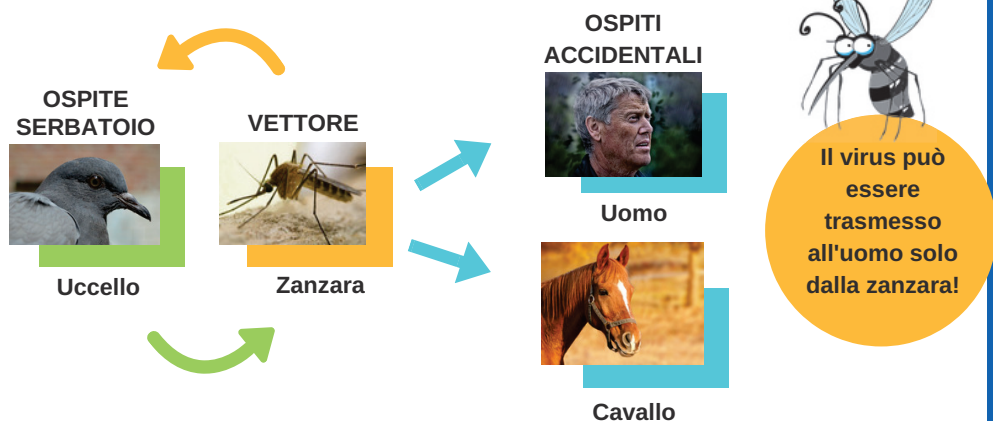 OSPITE
SERBATOIO
Uccello
VETTORE
Zanzara
OSPITI
ACCIDENTALI
Uomo
Cavallo
Il virus può
essere
trasmesso
all'uomo solo
dalla zanzara!